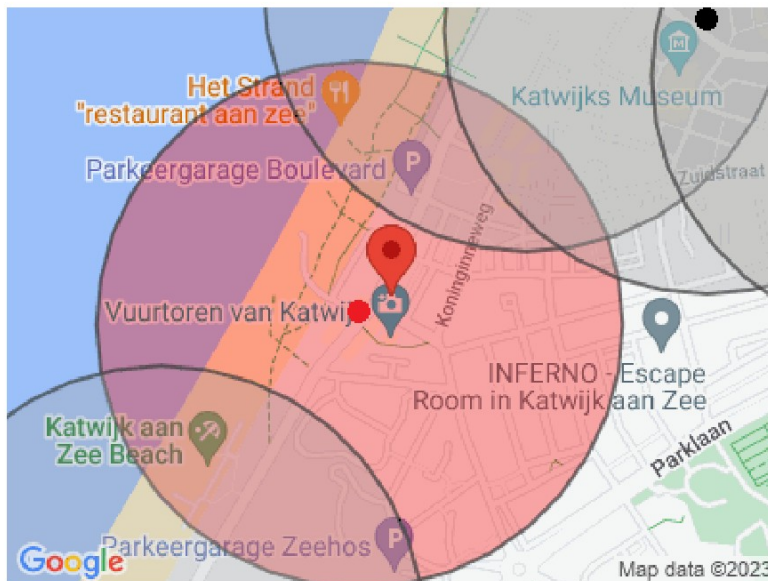 Het Strand
"restaurant aan zee"
Katwijks Museum
Parkeergarage Boulevard
Zuidstraat
Koninginneweg
Vuurtoren van Katwij
INFERNO - Escape
Room in Katwijk aan Zee
Katwijk aan
Zee Beach
Parklaan
Parkeergarage Zeehos
Google
Map data ©2023